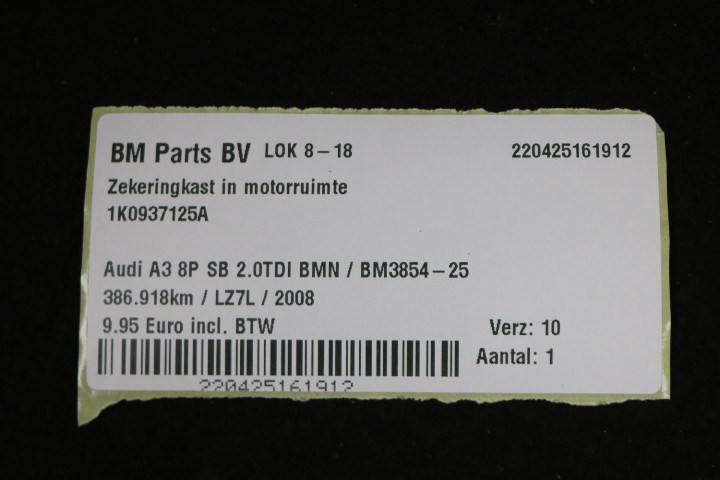 BM Parts BV LOK 8-18 220425161912
Zekeringkast in motorruimte
1K0937125A
Audi A3 8P SB 2.0TDI BMN / BM3854-25
386.918km / LZ7L / 2008
9.95 Euro incl. BTW Verz: 10
Aantal: 1
220425161912